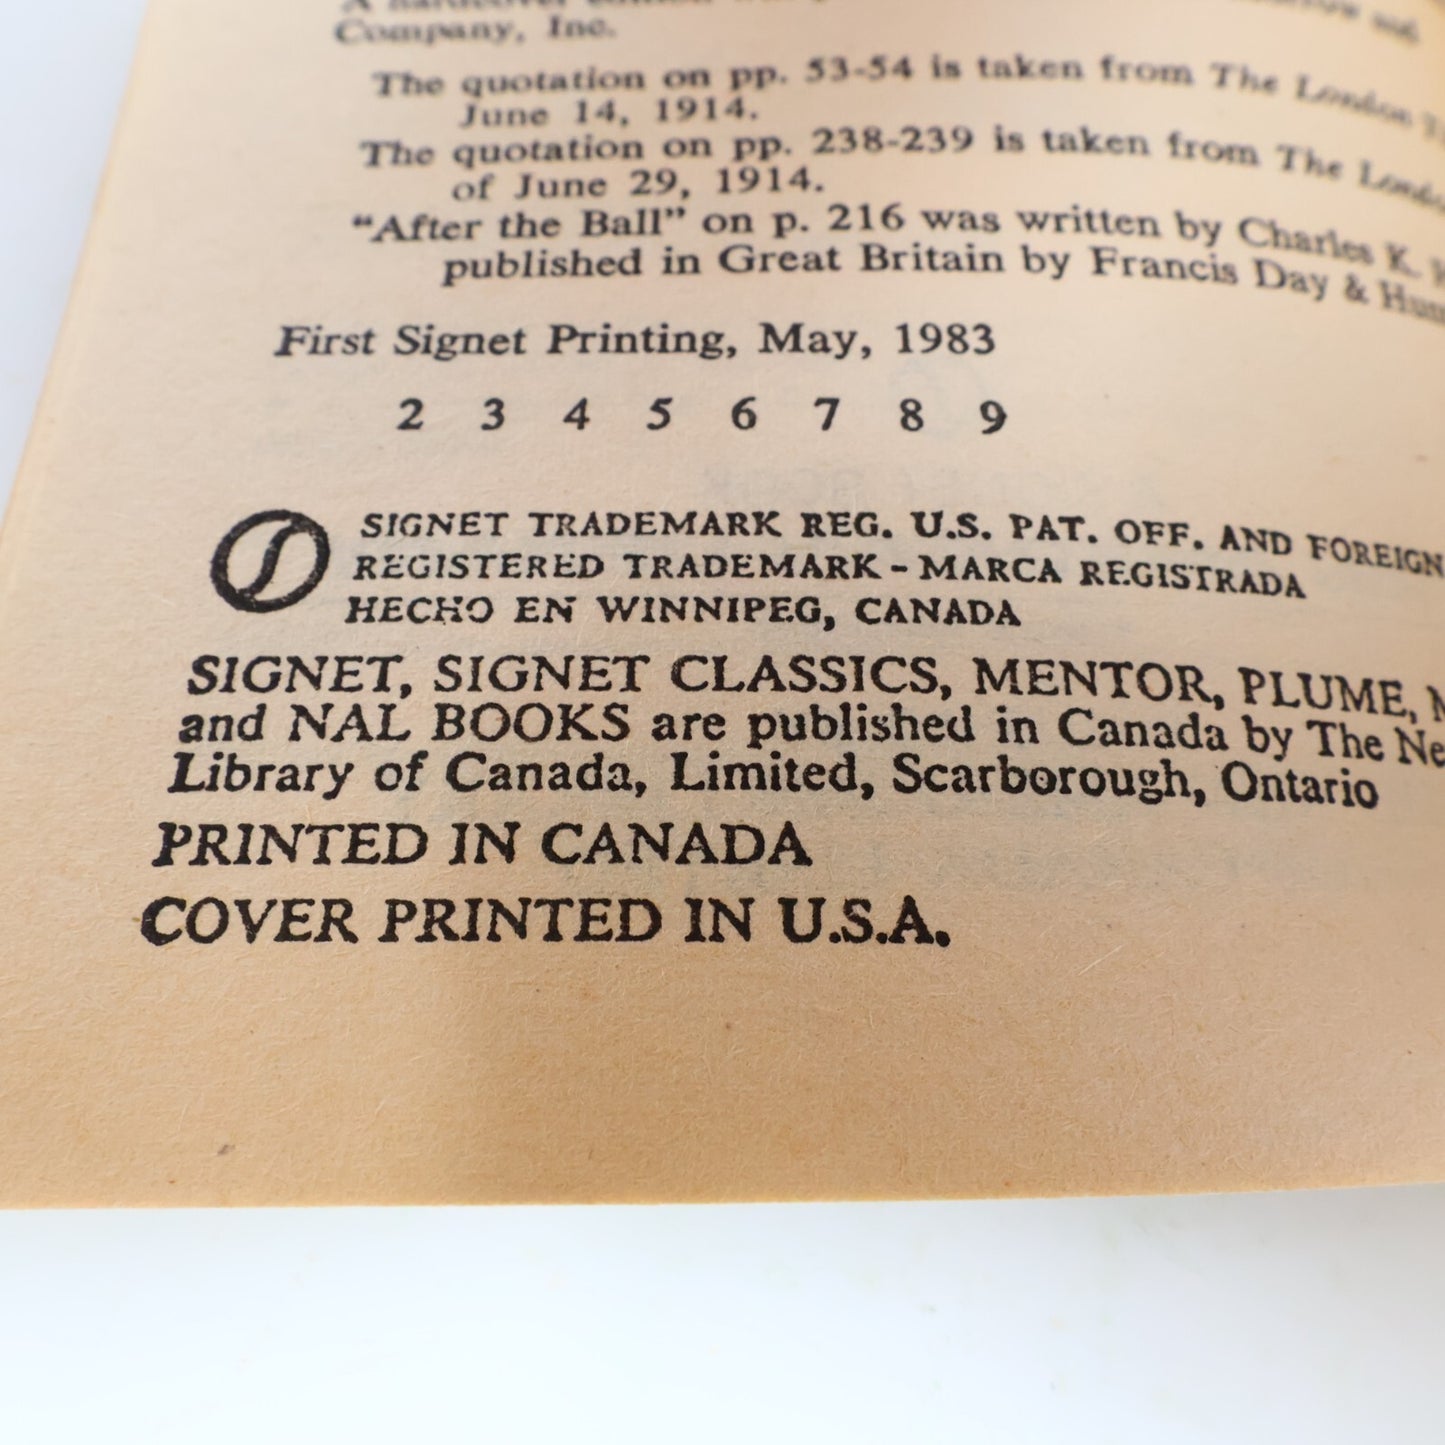 A hardcover edition was and
Company, Inc.
The quotation on pp. 53-54 is taken from The London
June 14, 1914.
The quotation on pp. 238-239 is taken from The London
of June 29, 1914.
"After the Ball" on p. 216 was written by Charles K.
published in Great Britain by Francis Day &
First Signet Printing, May, 1983
2 3 4 5 6 7 8 9
SIGNET TRADEMARK REG. U.S. PAT. OFF. AND FOREIGN
REGISTERED TRADEMARK - MARCA REGISTRADA
HECHO EN WINNIPEG, CANADA
SIGNET, SIGNET CLASSICS, MENTOR, PLUME,
and NAL BOOKS are published in Canada by The
Library of Canada, Limited, Scarborough, Ontario
PRINTED IN CANADA
COVER PRINTED IN U.S.A.